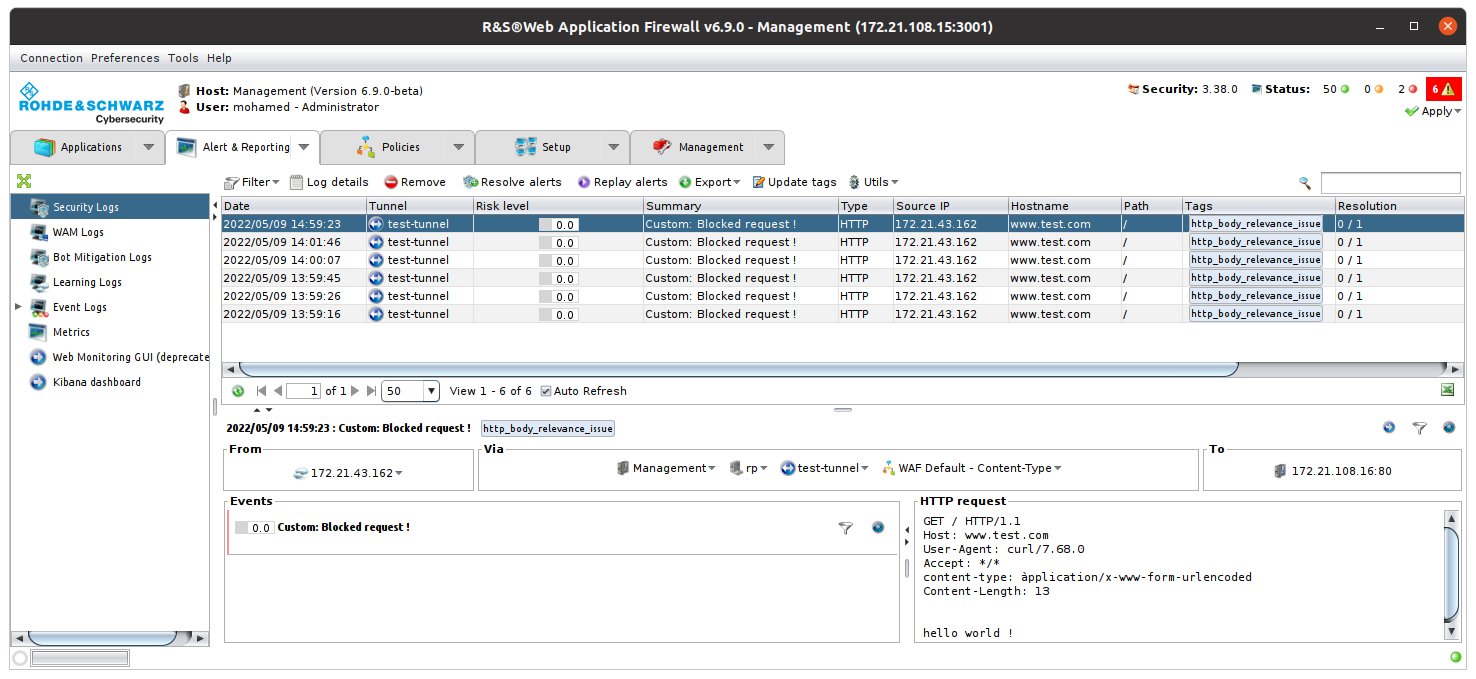 R&S®Web Application Firewall v6.9.0 - Management (172.21.108.15:3001)
Connection Preferences Tools Help
ROHDE&SCHWARZ
Cybersecurity
Host: Management (Version 6.9.0-beta)
User: mohamed - Administrator
Security: 3.38.0 Status: 50 0 2 6
Apply
Applications Alert & Reporting Policies Setup Management
Filter Log details Remove Resolve alerts Replay alerts Export Update tags Utils
Security Logs
WAM Logs
Bot Mitigation Logs
Learning Logs
Event Logs
Metrics
Web Monitoring GUI (deprecate
Kibana dashboard
Date Tunnel Risk level Summary Type Source IP Hostname Path Tags Resolution
2022/05/09 14:59:23 test-tunnel 0.0 Custom: Blocked request ! HTTP 172.21.43.162 www.test.com / http_body_relevance_issue 0 / 1
2022/05/09 14:01:46 test-tunnel 0.0 Custom: Blocked request ! HTTP 172.21.43.162 www.test.com / http_body_relevance_issue 0 / 1
2022/05/09 14:00:07 test-tunnel 0.0 Custom: Blocked request ! HTTP 172.21.43.162 www.test.com / http_body_relevance_issue 0 / 1
2022/05/09 13:59:45 test-tunnel 0.0 Custom: Blocked request ! HTTP 172.21.43.162 www.test.com / http_body_relevance_issue 0 / 1
2022/05/09 13:59:26 test-tunnel 0.0 Custom: Blocked request ! HTTP 172.21.43.162 www.test.com / http_body_relevance_issue 0 / 1
2022/05/09 13:59:16 test-tunnel 0.0 Custom: Blocked request ! HTTP 172.21.43.162 www.test.com / http_body_relevance_issue 0 / 1
1 of 1 50 View 1 - 6 of 6 Auto Refresh
2022/05/09 14:59:23 : Custom: Blocked request ! http_body_relevance_issue
From
172.21.43.162
Via
Management rp test-tunnel WAF Default - Content-Type
To
172.21.108.16:80
Events
0.0 Custom: Blocked request !
HTTP request
GET / HTTP/1.1
Host: www.test.com
User-Agent: curl/7.68.0
Accept: */*
content-type: àpplication/x-www-form-urlencoded
Content-Length: 13
hello world !